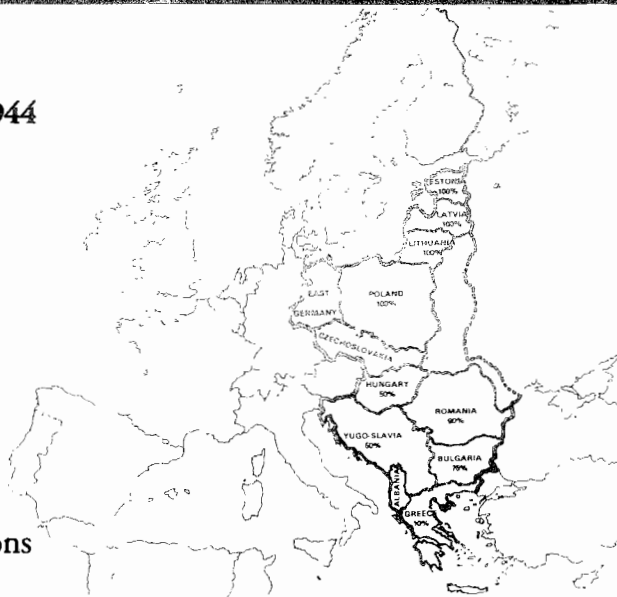 944
ESTONIA
100%
LATVIA
100%
LITHUARIA
100%
EAST
GERMANY
POLAND
100%
CZECHOSLOVAKIA
HUNGARY
50%
ROMANIA
90%
YUGO-SLAVIA
50%
BULGARIA
75%
ALBANIA
GREECE
10%
ons